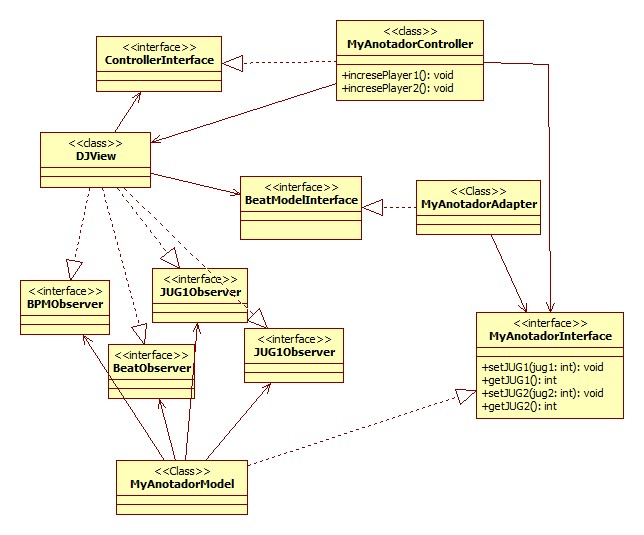 <<interface>>
ControllerInterface
<<class>>
MyAnotadorController
+incresePlayer1(): void
+incresePlayer2(): void
<<class>>
DJView
<<interface>>
BeatModelInterface
<<Class>>
MyAnotadorAdapter
<<interface>>
BPMObserver
<<interface>>
JUG1Observer
<<interface>>
BeatObserver
<<interface>>
JUG1Observer
<<interface>>
MyAnotadorInterface
+setJUG1(jug1: int): void
+getJUG1(): int
+setJUG2(jug2: int): void
+getJUG2(): int
<<Class>>
MyAnotadorModel